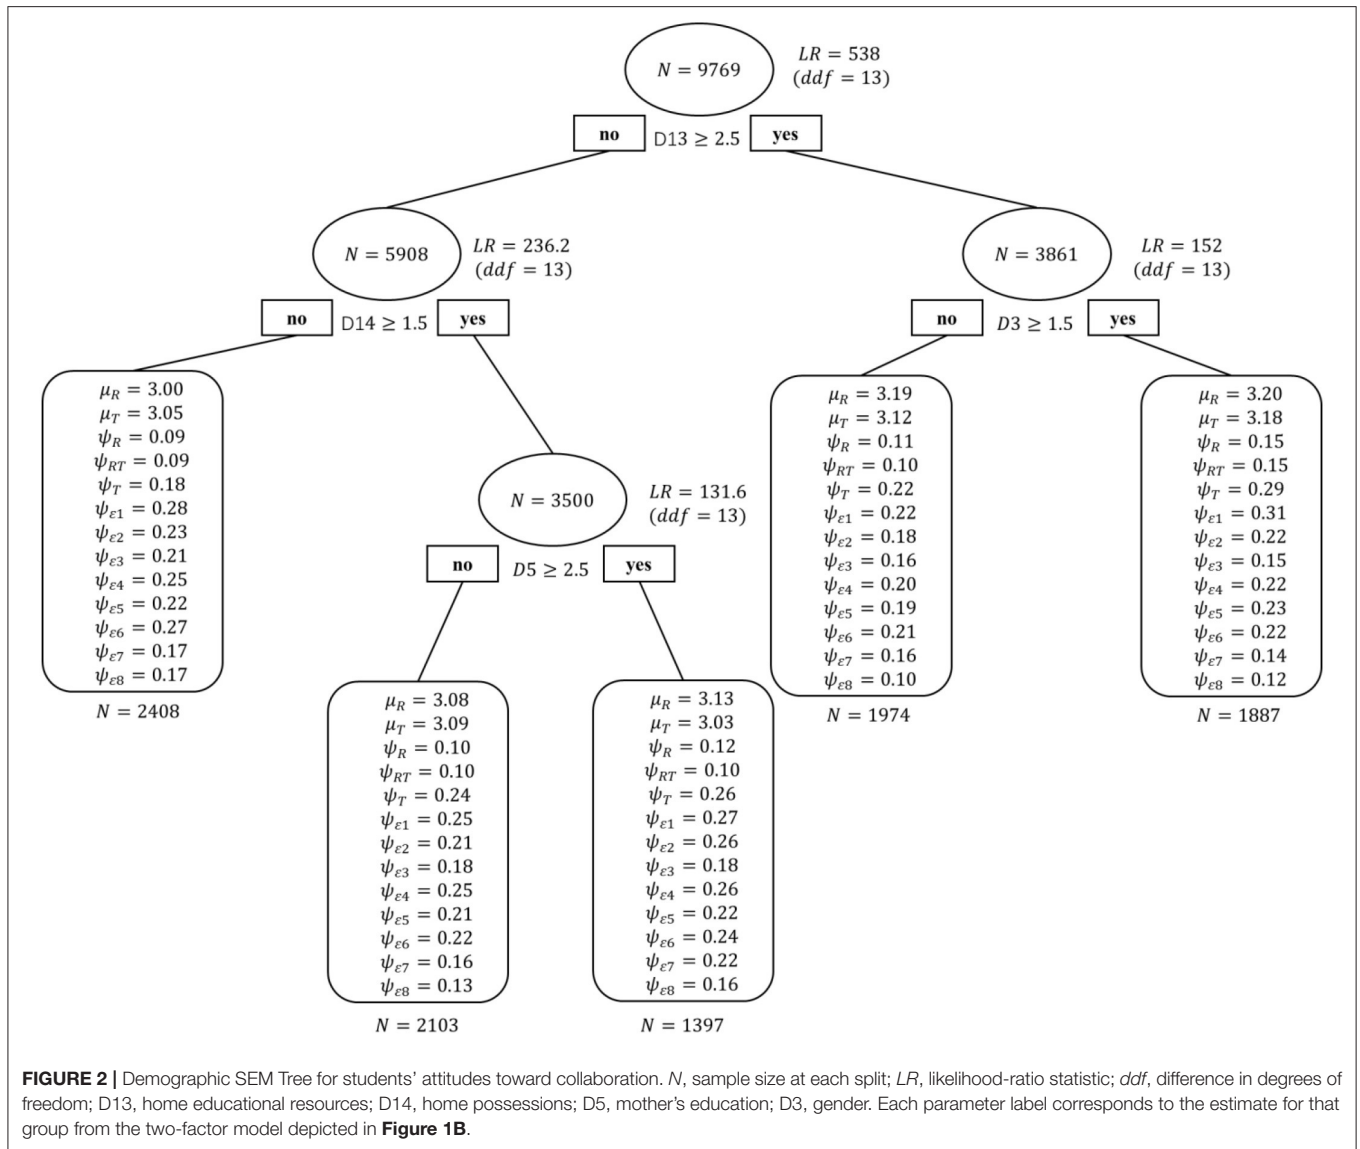 N = 9769
LR = 538
(ddf = 13)
no
D13 ≥ 2.5
yes
N = 5908
LR = 236.2
(ddf = 13)
N = 3861
LR = 152
(ddf = 13)
no
D14 ≥ 1.5
yes
no
D3 ≥ 1.5
yes
μR = 3.00
μT = 3.05
ψR = 0.09
ψRT = 0.09
ψT = 0.18
ψε1 = 0.28
ψε2 = 0.23
ψε3 = 0.21
ψε4 = 0.25
ψε5 = 0.22
ψε6 = 0.27
ψε7 = 0.17
ψε8 = 0.17
N = 2408
N = 3500
LR = 131.6
(ddf = 13)
no
D5 ≥ 2.5
yes
μR = 3.08
μT = 3.09
ψR = 0.10
ψRT = 0.10
ψT = 0.24
ψε1 = 0.25
ψε2 = 0.21
ψε3 = 0.18
ψε4 = 0.25
ψε5 = 0.21
ψε6 = 0.22
ψε7 = 0.16
ψε8 = 0.13
N = 2103
μR = 3.13
μT = 3.03
ψR = 0.12
ψRT = 0.10
ψT = 0.26
ψε1 = 0.27
ψε2 = 0.26
ψε3 = 0.18
ψε4 = 0.26
ψε5 = 0.22
ψε6 = 0.24
ψε7 = 0.22
ψε8 = 0.16
N = 1397
μR = 3.19
μT = 3.12
ψR = 0.11
ψRT = 0.10
ψT = 0.22
ψε1 = 0.22
ψε2 = 0.18
ψε3 = 0.16
ψε4 = 0.20
ψε5 = 0.19
ψε6 = 0.21
ψε7 = 0.16
ψε8 = 0.10
N = 1974
μR = 3.20
μT = 3.18
ψR = 0.15
ψRT = 0.15
ψT = 0.29
ψε1 = 0.31
ψε2 = 0.22
ψε3 = 0.15
ψε4 = 0.22
ψε5 = 0.23
ψε6 = 0.22
ψε7 = 0.14
ψε8 = 0.12
N = 1887
FIGURE 2 | Demographic SEM Tree for students' attitudes toward collaboration. N, sample size at each split; LR, likelihood-ratio statistic; ddf, difference in degrees of
freedom; D13, home educational resources; D14, home possessions; D5, mother's education; D3, gender. Each parameter label corresponds to the estimate for that
group from the two-factor model depicted in Figure 1B.